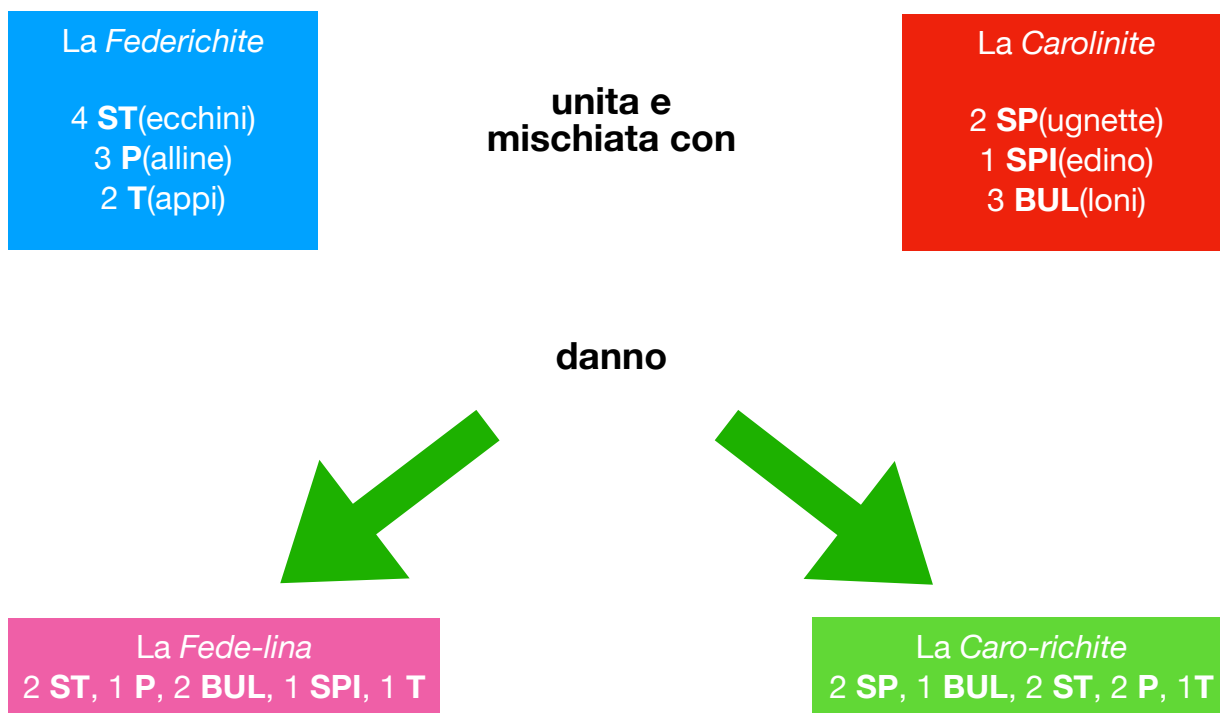 La Federichite
4 ST(ecchini)
3 P(alline)
2 T(appi)
unita e
mischiata con
La Carolinite
2 SP(ugnette)
1 SPI(edino)
3 BUL(loni)
danno
La Fede-lina
2 ST, 1 P, 2 BUL, 1 SPI, 1 T
La Caro-richite
2 SP, 1 BUL, 2 ST, 2 P, 1T